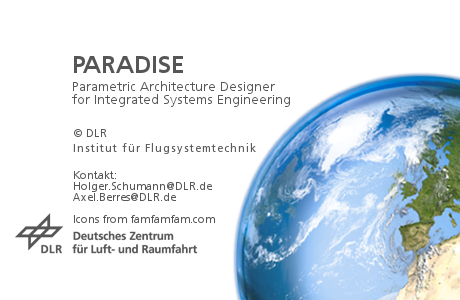 PARADISE
Parametric Architecture Designer
for Integrated Systems Engineering
© DLR
Institut für Flugsystemtechnik
Kontakt:
Holger.Schumann@DLR.de
Axel.Berres@DLR.de
Icons from famfamfam.com
DLR
Deutsches Zentrum
für Luft- und Raumfahrt